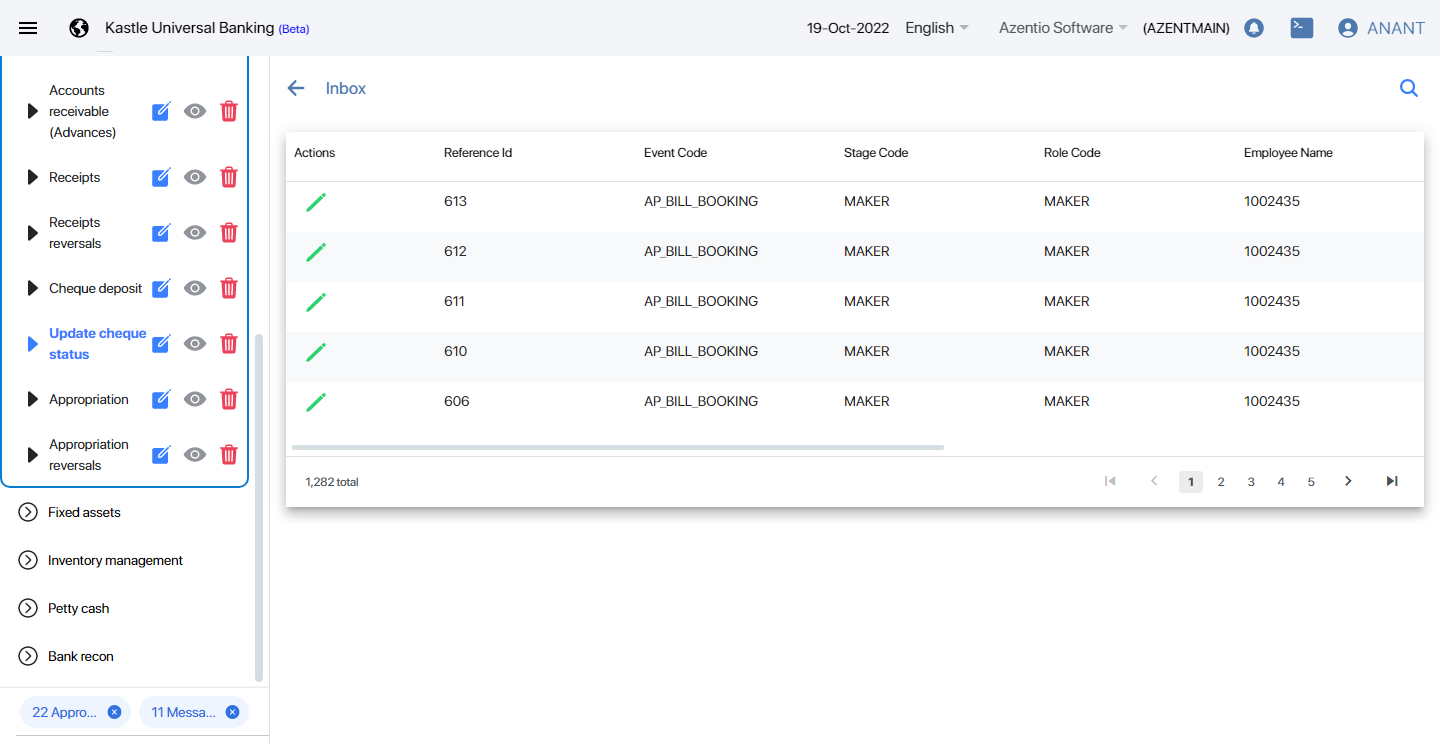 Kastle Universal Banking (Beta)
19-Oct-2022 English Azentio Software (AZENTMAIN) ANANT
Accounts
receivable
(Advances)
Receipts
Receipts
reversals
Cheque deposit
Update cheque
status
Appropriation
Appropriation
reversals
Fixed assets
Inventory management
Petty cash
Bank recon
22 Appro...
11 Messa...
Inbox
Actions Reference Id Event Code Stage Code Role Code Employee Name
613 AP_BILL_BOOKING MAKER MAKER 1002435
612 AP_BILL_BOOKING MAKER MAKER 1002435
611 AP_BILL_BOOKING MAKER MAKER 1002435
610 AP_BILL_BOOKING MAKER MAKER 1002435
606 AP_BILL_BOOKING MAKER MAKER 1002435
1,282 total 1 2 3 4 5